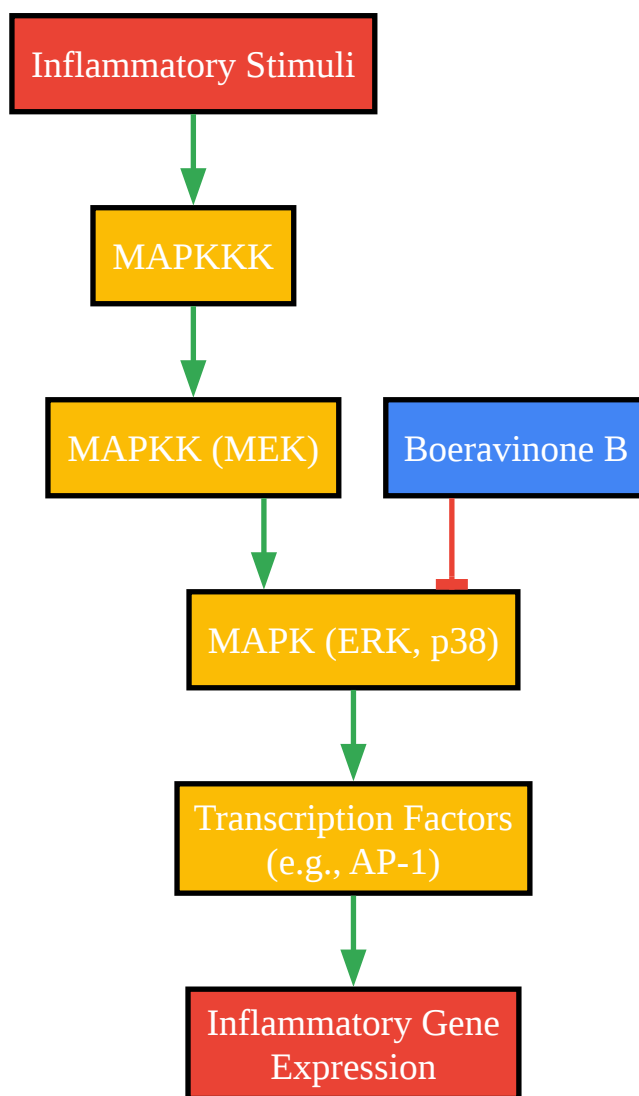 Inflammatory Stimuli
MAPKKK
MAPKK (MEK)
Boeravinone B
MAPK (ERK, p38)
Transcription Factors
(e.g., AP-1)
Inflammatory Gene
Expression